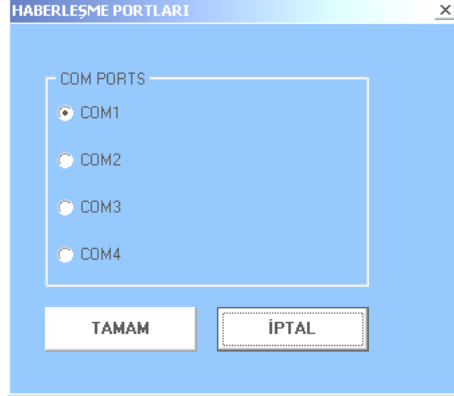 HABERLEŞME PORTLARI
COM PORTS
COM1
COM2
COM3
COM4
TAMAM
İPTAL